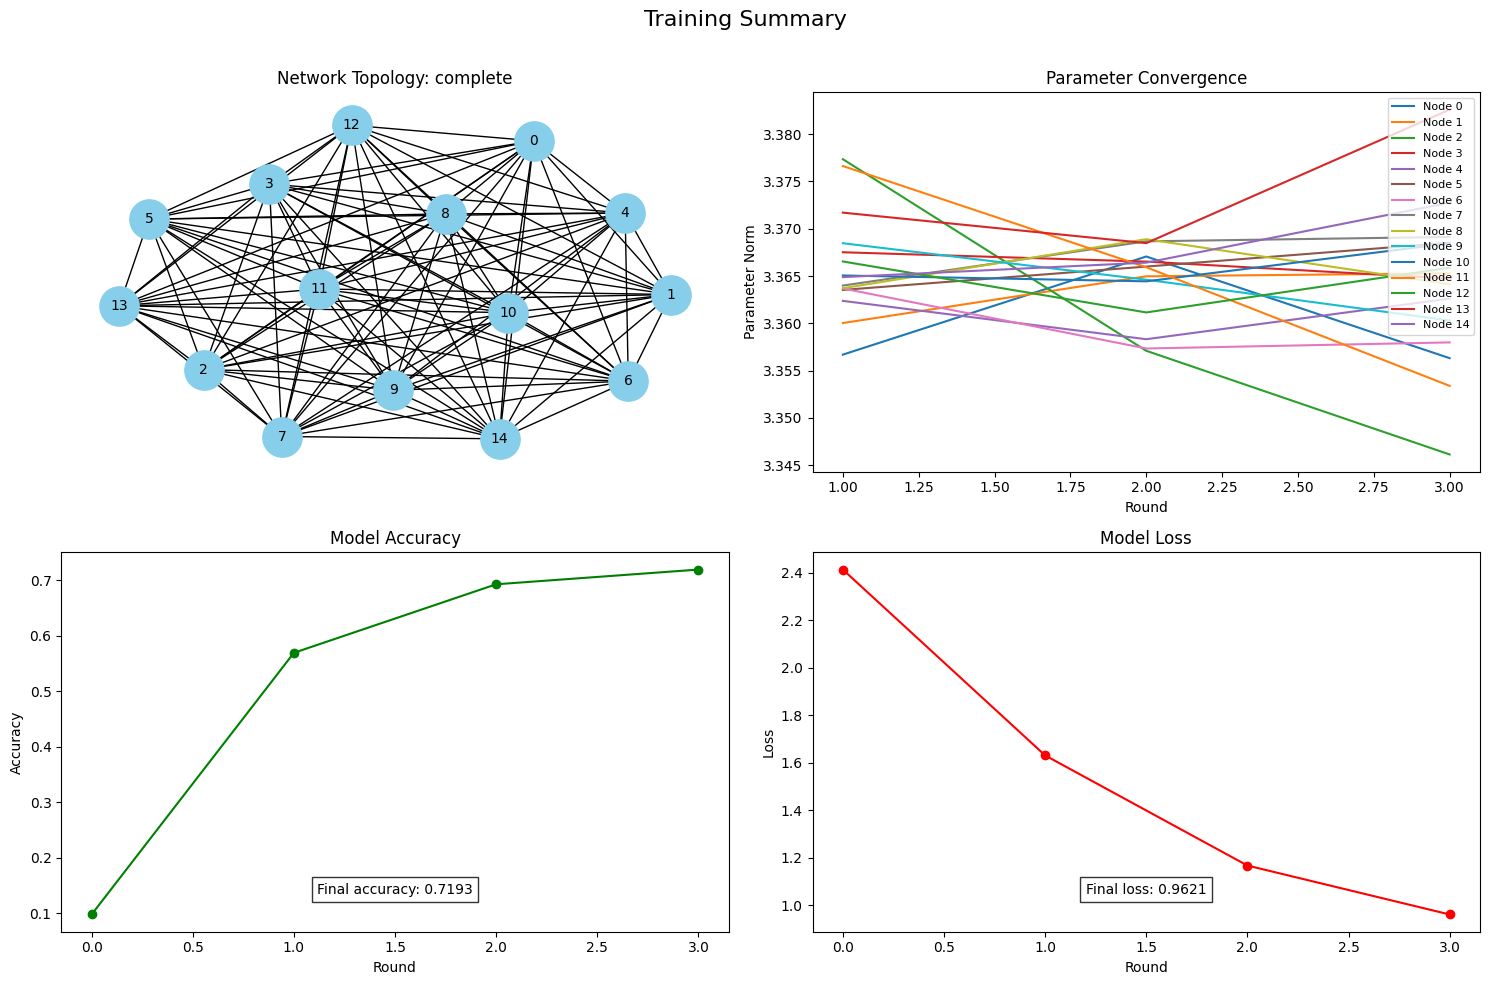 Training Summary
Network Topology: complete
12
0
3
8
4
5
11
1
13
10
2
9
6
7
14
Parameter Convergence
Parameter Norm
3.380
3.375
3.370
3.365
3.360
3.355
3.350
3.345
Node 0
Node 1
Node 2
Node 3
Node 4
Node 5
Node 6
Node 7
Node 8
Node 9
Node 10
Node 11
Node 12
Node 13
Node 14
1.00 1.25 1.50 1.75 2.00 2.25 2.50 2.75 3.00
Round
Model Accuracy
Accuracy
0.7
0.6
0.5
0.4
0.3
0.2
0.1
Final accuracy: 0.7193
0.0 0.5 1.0 1.5 2.0 2.5 3.0
Round
Model Loss
Loss
2.4
2.2
2.0
1.8
1.6
1.4
1.2
1.0
Final loss: 0.9621
0.0 0.5 1.0 1.5 2.0 2.5 3.0
Round